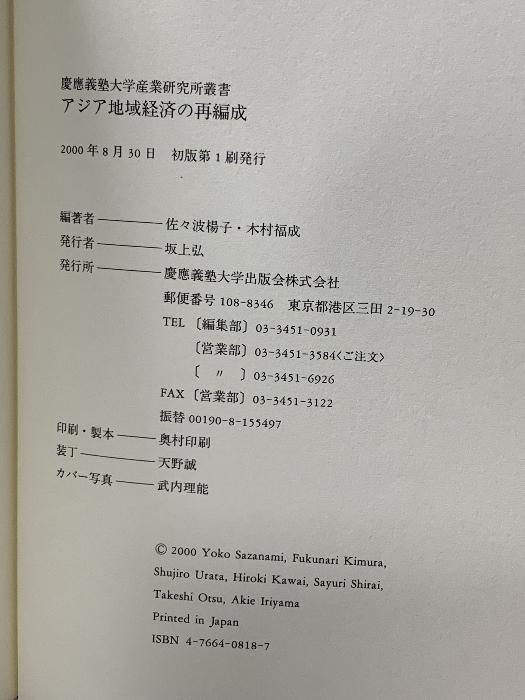 慶應義塾大学産業研究所叢書
アジア地域経済の再編成
2000年8月30日 初版第1刷発行
編著者――――佐々波楊子・木村福成
発行者――――坂上弘
発行所――――慶應義塾大学出版会株式会社
郵便番号108-8346 東京都港区三田2-19-30
TEL〔編集部〕03-3451-0931
〔営業部〕03-3451-3584〈ご注文〉
〔 〃 〕03-3451-6926
FAX〔営業部〕03-3451-3122
振替00190-8-155497
印刷・製本――奥村印刷
装丁――――天野誠
カバー写真――武内理能
© 2000 Yoko Sazanami, Fukunari Kimura,
Shujiro Urata, Hiroki Kawai, Sayuri Shirai,
Takeshi Otsu, Akie Iriyama
Printed in Japan
ISBN 4-7664-0818-7